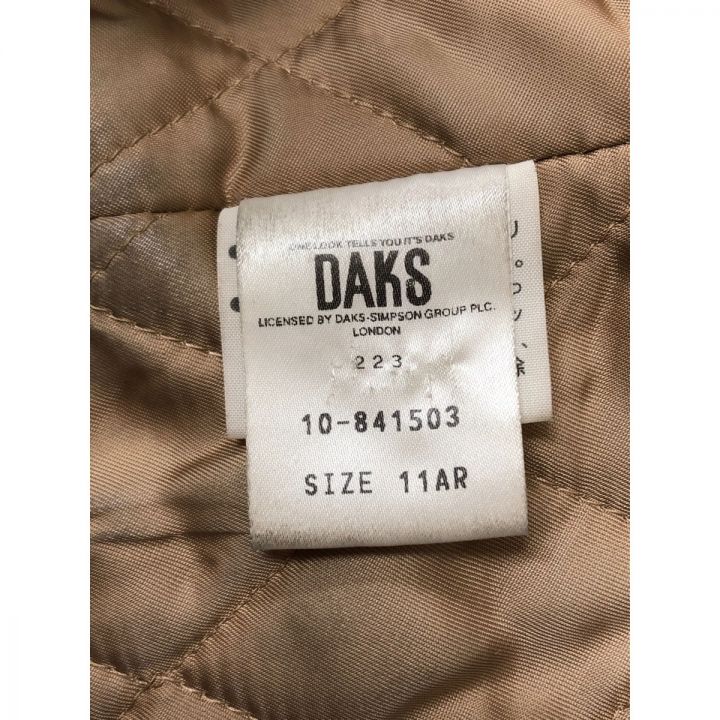 ONE LOOK TELLS YOU IT'S DAKS
DAKS
LICENSED BY DAKS-SIMPSON GROUP PLC.
LONDON
223
10-841503
SIZE 11AR